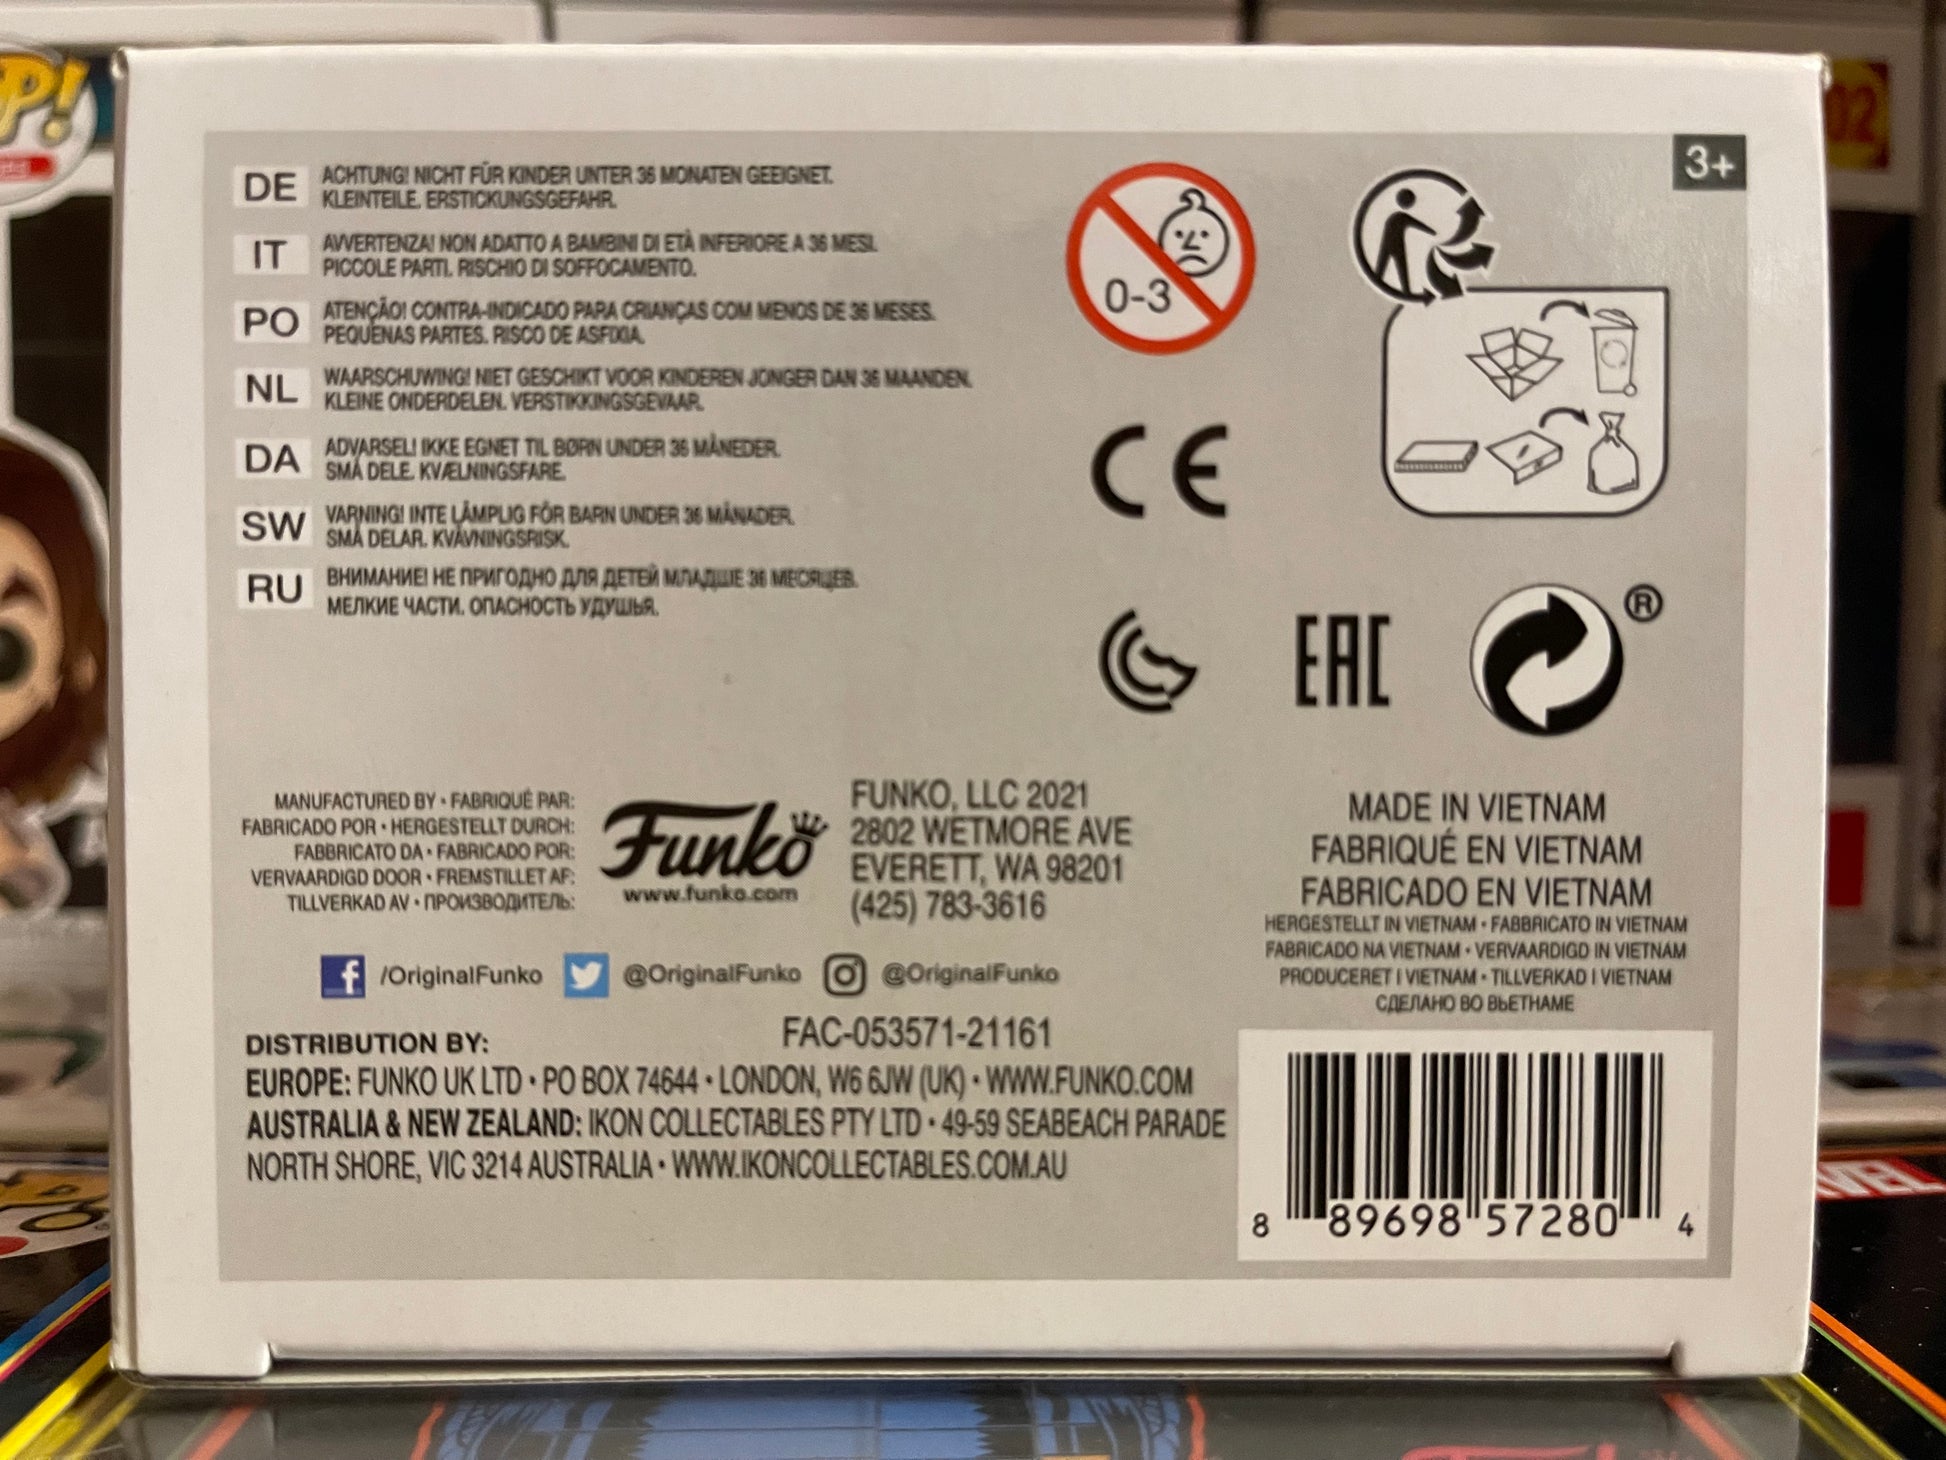 P!
02
3+
DE
ACHTUNG! NICHT FÜR KINDER UNTER 36 MONATEN GEEIGNET.
KLEINTEILE. ERSTICKUNGSGEFAHR.
IT
AVVERTENZA! NON ADATTO A BAMBINI DI ETÀ INFERIORE A 36 MESI.
PICCOLE PARTI. RISCHIO DI SOFFOCAMENTO.
PO
ATENÇÃO! CONTRA-INDICADO PARA CRIANÇAS COM MENOS DE 36 MESES.
PEQUENAS PARTES. RISCO DE ASFIXIA.
NL
WAARSCHUWING! NIET GESCHIKT VOOR KINDEREN JONGER DAN 36 MAANDEN.
KLEINE ONDERDELEN. VERSTIKKINGSGEVAAR.
DA
ADVARSEL! IKKE EGNET TIL BØRN UNDER 36 MÅNEDER.
SMÅ DELE. KVÆLNINGSFARE.
SW
VARNING! INTE LÄMPLIG FÖR BARN UNDER 36 MÅNADER.
SMÅ DELAR. KVÄVNINGSRISK.
RU
ВНИМАНИЕ! НЕ ПРИГОДНО ДЛЯ ДЕТЕЙ МЛАДШЕ 36 МЕСЯЦЕВ.
МЕЛКИЕ ЧАСТИ. ОПАСНОСТЬ УДУШЬЯ.
0-3
CE
EAC
®
MANUFACTURED BY • FABRIQUÉ PAR:
FABRICADO POR • HERGESTELLT DURCH:
FABBRICATO DA • FABRICADO POR:
VERVAARDIGD DOOR • FREMSTILLET AF:
TILLVERKAD AV • ПРОИЗВОДИТЕЛЬ:
Funko
www.funko.com
FUNKO, LLC 2021
2802 WETMORE AVE
EVERETT, WA 98201
(425) 783-3616
MADE IN VIETNAM
FABRIQUÉ EN VIETNAM
FABRICADO EN VIETNAM
HERGESTELLT IN VIETNAM • FABBRICATO IN VIETNAM
FABRICADO NA VIETNAM • VERVAARDIGD IN VIETNAM
PRODUCERET I VIETNAM • TILLVERKAD I VIETNAM
СДЕЛАНО ВО ВЬЕТНАМЕ
f /OriginalFunko @OriginalFunko @OriginalFunko
FAC-053571-21161
DISTRIBUTION BY:
EUROPE: FUNKO UK LTD • PO BOX 74644 • LONDON, W6 6JW (UK) • WWW.FUNKO.COM
AUSTRALIA & NEW ZEALAND: IKON COLLECTABLES PTY LTD • 49-59 SEABEACH PARADE
NORTH SHORE, VIC 3214 AUSTRALIA • WWW.IKONCOLLECTABLES.COM.AU
8 89698 57280 4
VEL